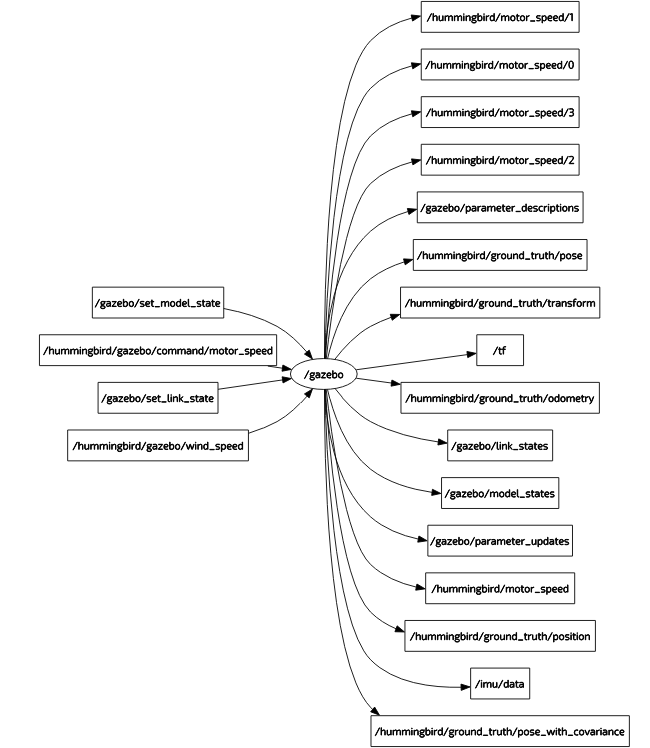 /hummingbird/motor_speed/1
/hummingbird/motor_speed/0
/hummingbird/motor_speed/3
/hummingbird/motor_speed/2
/gazebo/parameter_descriptions
/hummingbird/ground_truth/pose
/gazebo/set_model_state
/hummingbird/ground_truth/transform
/hummingbird/gazebo/command/motor_speed
/tf
/gazebo
/gazebo/set_link_state
/hummingbird/ground_truth/odometry
/hummingbird/gazebo/wind_speed
/gazebo/link_states
/gazebo/model_states
/gazebo/parameter_updates
/hummingbird/motor_speed
/hummingbird/ground_truth/position
/imu/data
/hummingbird/ground_truth/pose_with_covariance